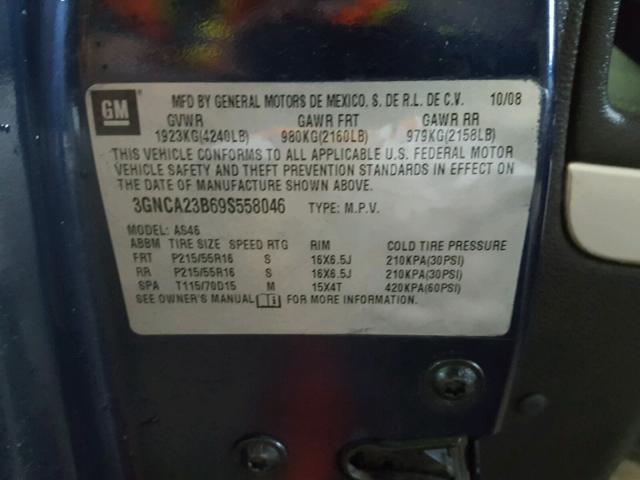 GM
MFD BY GENERAL MOTORS DE MEXICO, S. DE R.L. DE C.V. 10/08
GVWR GAWR FRT GAWR RR
1923KG(4240LB) 980KG(2160LB) 979KG(2158LB)
THIS VEHICLE CONFORMS TO ALL APPLICABLE U.S. FEDERAL MOTOR
VEHICLE SAFETY AND THEFT PREVENTION STANDARDS IN EFFECT ON
THE DATE OF MANUFACTURE SHOWN ABOVE.
3GNCA23B69S558046 TYPE: M.P.V.
MODEL: AS46
ABBM TIRE SIZE SPEED RTG RIM COLD TIRE PRESSURE
FRT P215/55R16 S 16X6.5J 210KPA(30PSI)
RR P215/55R16 S 16X6.5J 210KPA(30PSI)
SPA T115/70D15 M 15X4T 420KPA(60PSI)
SEE OWNER'S MANUAL FOR MORE INFORMATION.